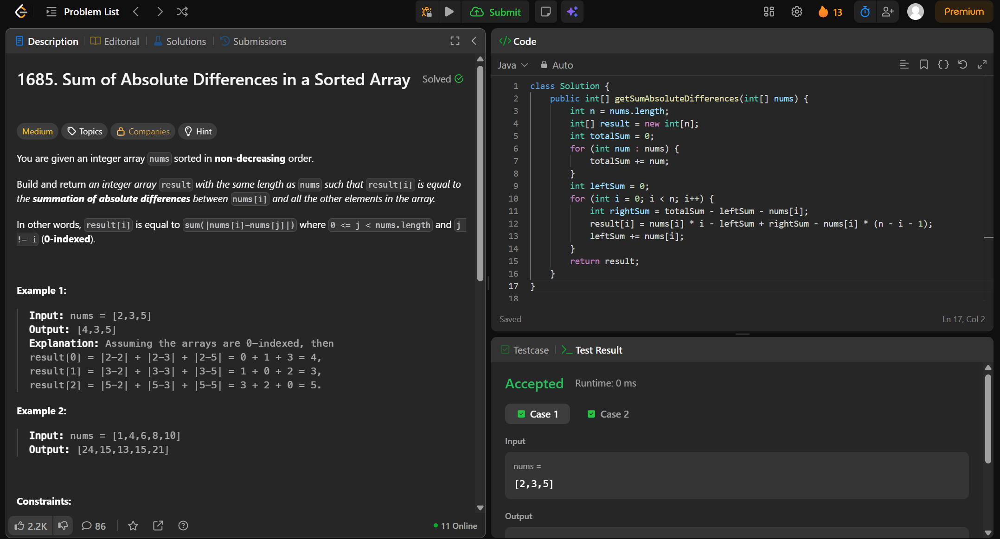 Problem List
Submit
13
Premium
Description
Editorial
Solutions
Submissions
1685. Sum of Absolute Differences in a Sorted Array
Solved
Medium
Topics
Companies
Hint
You are given an integer array nums sorted in non-decreasing order.
Build and return an integer array result with the same length as nums such that result[i] is equal to
the summation of absolute differences between nums[i] and all the other elements in the array.
In other words, result[i] is equal to sum(|nums[i]-nums[j]|) where 0 <= j < nums.length and j
!= i (0-indexed).
Example 1:
Input: nums = [2,3,5]
Output: [4,3,5]
Explanation: Assuming the arrays are 0-indexed, then
result[0] = |2-2| + |2-3| + |2-5| = 0 + 1 + 3 = 4,
result[1] = |3-2| + |3-3| + |3-5| = 1 + 0 + 2 = 3,
result[2] = |5-2| + |5-3| + |5-5| = 3 + 2 + 0 = 5.
Example 2:
Input: nums = [1,4,6,8,10]
Output: [24,15,13,15,21]
Constraints:
2.2K
86
11 Online
</> Code
Java
Auto
1 class Solution {
2 public int[] getSumAbsoluteDifferences(int[] nums) {
3 int n = nums.length;
4 int[] result = new int[n];
5 int totalSum = 0;
6 for (int num : nums) {
7 totalSum += num;
8 }
9 int leftSum = 0;
10 for (int i = 0; i < n; i++) {
11 int rightSum = totalSum - leftSum - nums[i];
12 result[i] = nums[i] * i - leftSum + rightSum - nums[i] * (n - i - 1);
13 leftSum += nums[i];
14 }
15 return result;
16 }
17 }
18
Saved
Ln 17, Col 2
Testcase
Test Result
Accepted
Runtime: 0 ms
Case 1
Case 2
Input
nums =
[2,3,5]
Output